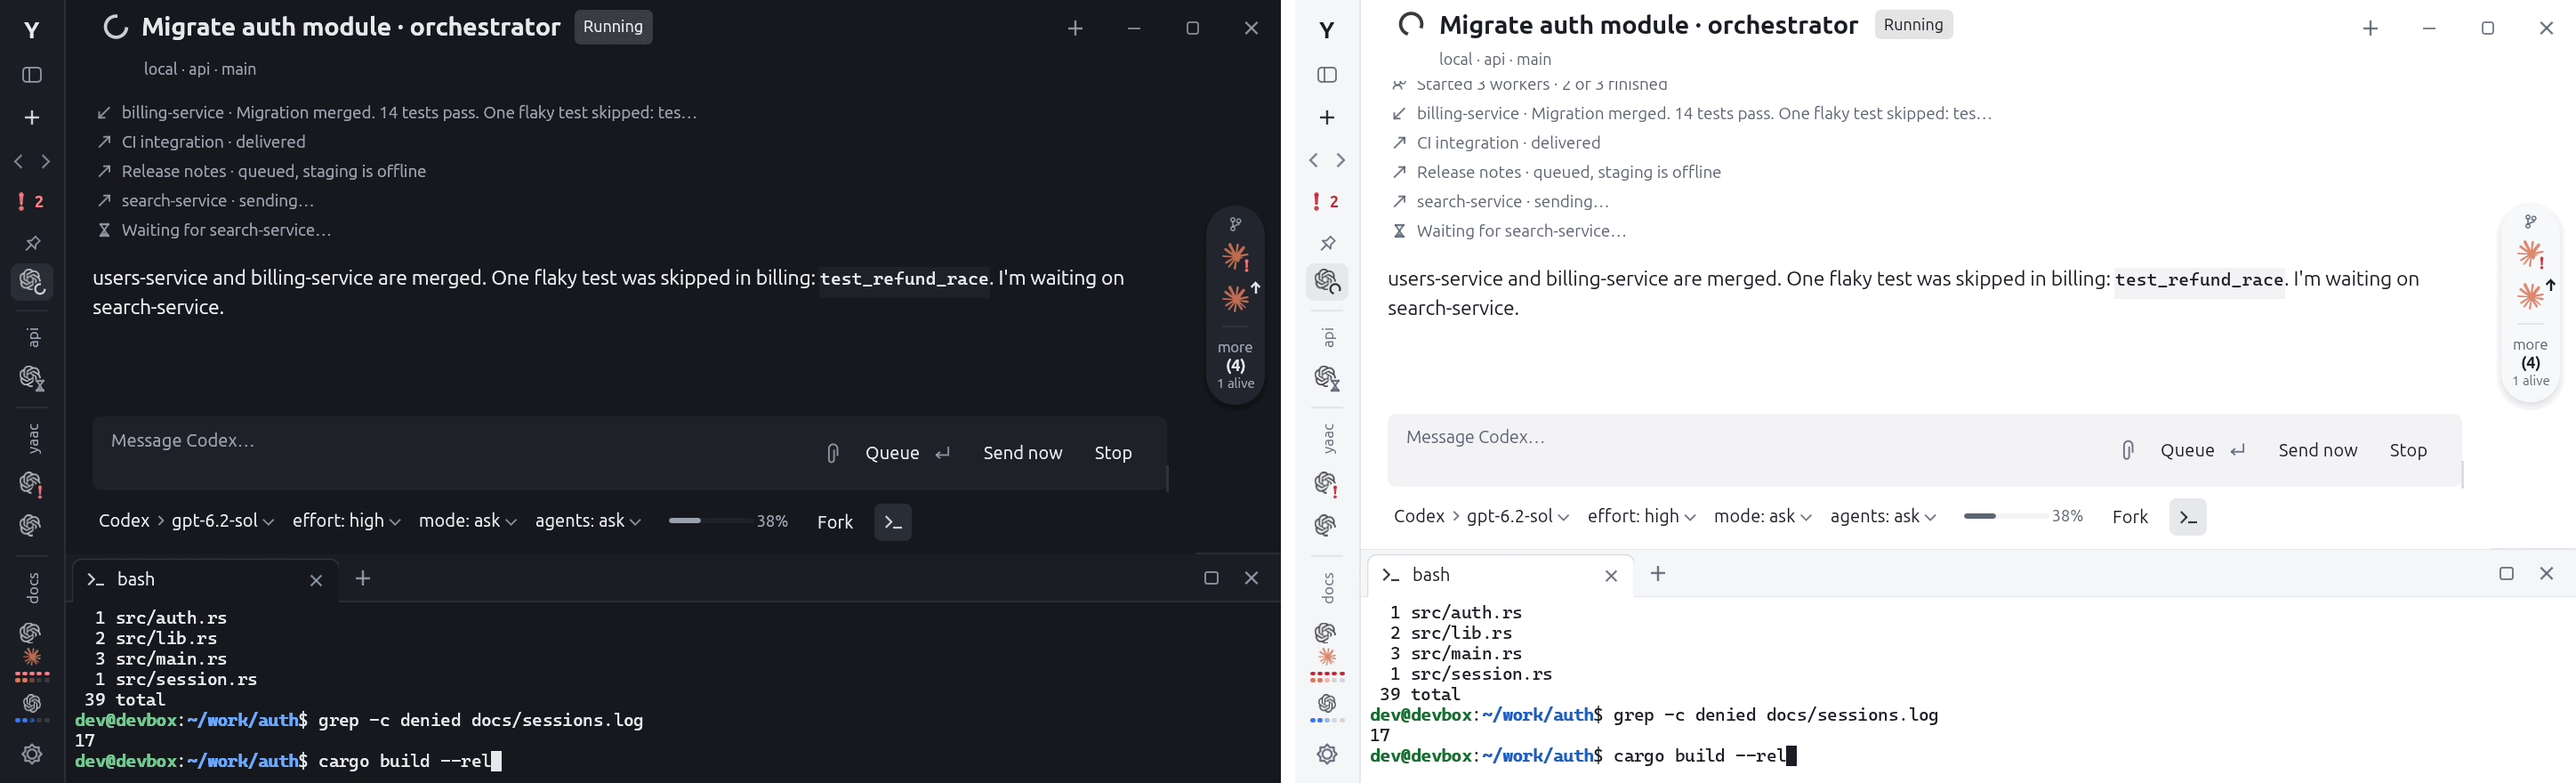 Y
Migrate auth module · orchestrator Running
local · api · main
billing-service · Migration merged. 14 tests pass. One flaky test skipped: tes…
CI integration · delivered
Release notes · queued, staging is offline
search-service · sending…
Waiting for search-service…
users-service and billing-service are merged. One flaky test was skipped in billing: test_refund_race. I'm waiting on
search-service.
! 2
api
yaac
docs
more
(4)
1 alive
Message Codex…
Queue Send now Stop
Codex > gpt-6.2-sol effort: high mode: ask agents: ask 38% Fork
bash
1 src/auth.rs
2 src/lib.rs
3 src/main.rs
1 src/session.rs
39 total
dev@devbox:~/work/auth$ grep -c denied docs/sessions.log
17
dev@devbox:~/work/auth$ cargo build --rel
Y
Migrate auth module · orchestrator Running
local · api · main
Started 3 workers · 2 of 3 finished
billing-service · Migration merged. 14 tests pass. One flaky test skipped: tes…
CI integration · delivered
Release notes · queued, staging is offline
search-service · sending…
Waiting for search-service…
users-service and billing-service are merged. One flaky test was skipped in billing: test_refund_race. I'm waiting on
search-service.
! 2
api
yaac
docs
more
(4)
1 alive
Message Codex…
Queue Send now Stop
Codex > gpt-6.2-sol effort: high mode: ask agents: ask 38% Fork
bash
1 src/auth.rs
2 src/lib.rs
3 src/main.rs
1 src/session.rs
39 total
dev@devbox:~/work/auth$ grep -c denied docs/sessions.log
17
dev@devbox:~/work/auth$ cargo build --rel